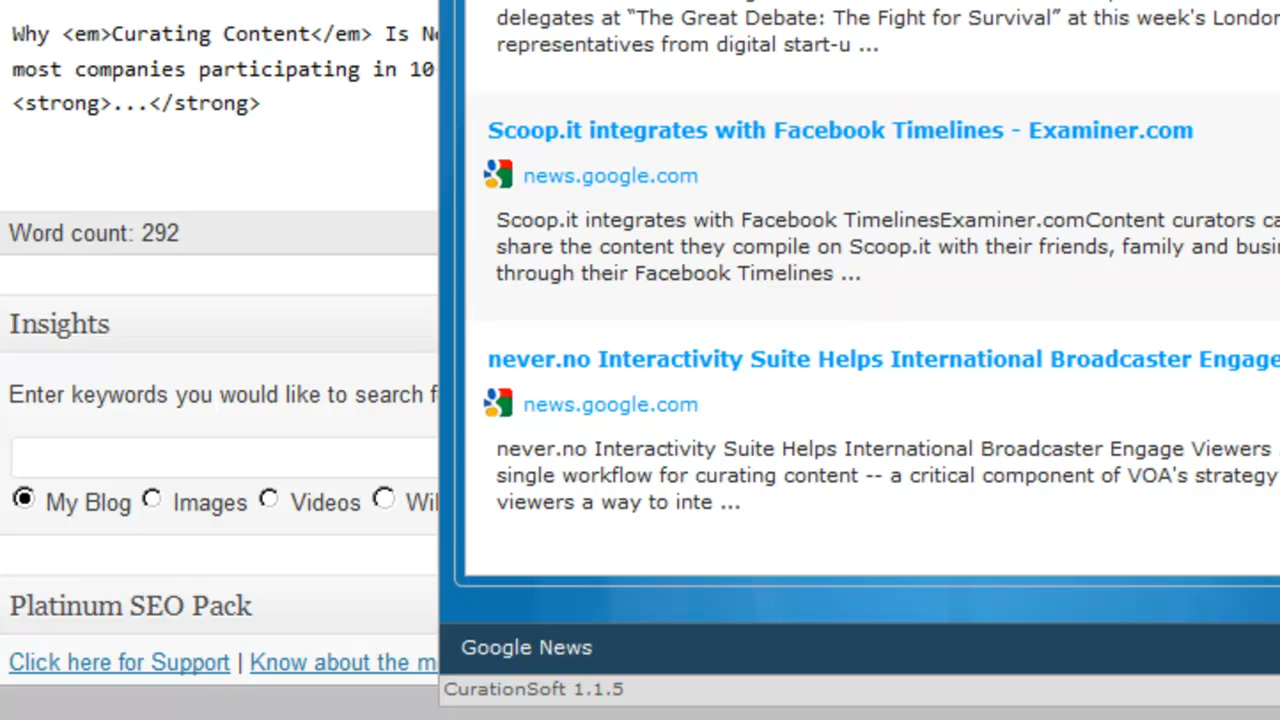 Why <em>Curating Content</em> Is
most companies participating in 10
<strong>...</strong>
Word count: 292
Insights
Enter keywords you would like to search
My Blog Images Videos
Platinum SEO Pack
Click here for Support | Know about the
delegates at “The Great Debate: The Fight for Survival” at this week's
representatives from digital start-u ...
Scoop.it integrates with Facebook Timelines - Examiner.com
news.google.com
Scoop.it integrates with Facebook TimelinesExaminer.comContent curators
share the content they compile on Scoop.it with their friends, family and
through their Facebook Timelines ...
never.no Interactivity Suite Helps International Broadcaster Engage
news.google.com
never.no Interactivity Suite Helps International Broadcaster Engage Viewers
single workflow for curating content -- a critical component of VOA's strategy
viewers a way to inte ...
Google News
CurationSoft 1.1.5